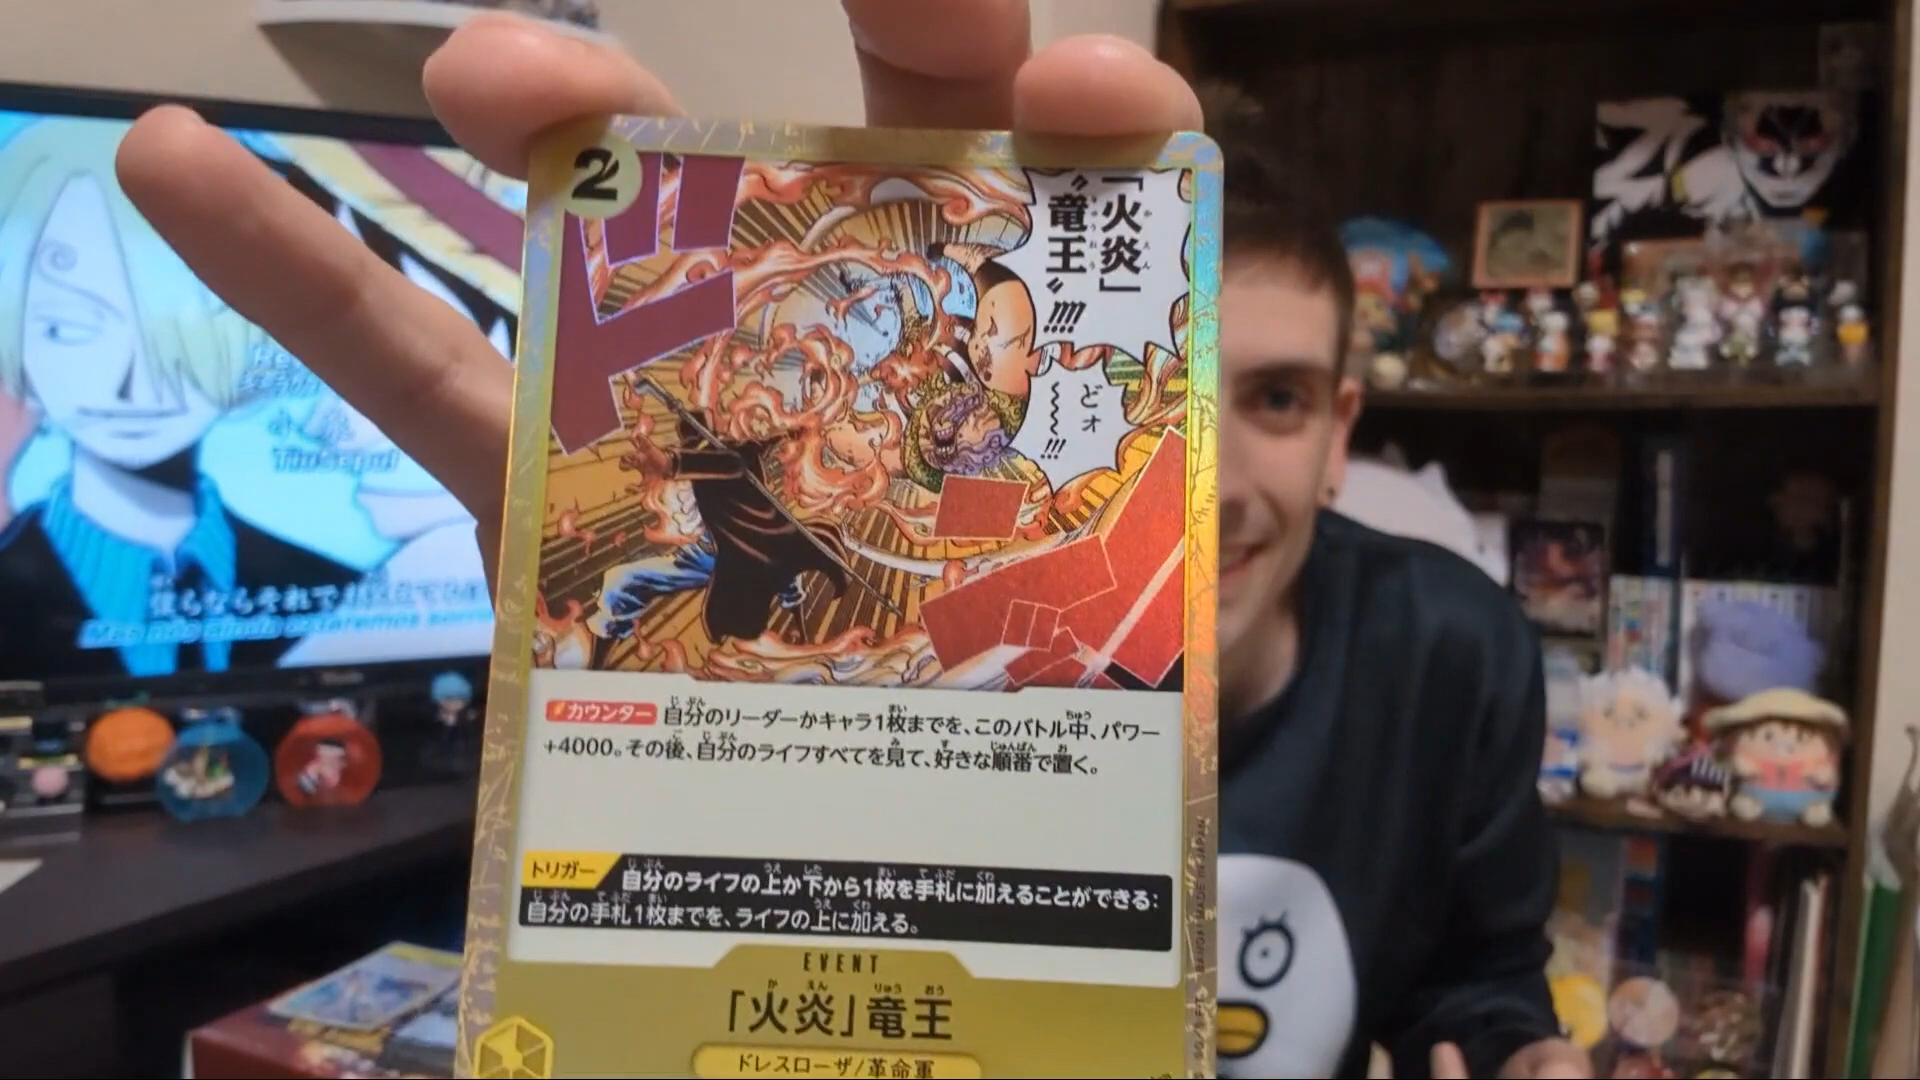 2
「火炎」
"竜王"!!!!
どォ
〜〜〜!!!
カウンター 自分のリーダーかキャラ1枚までを、このバトル中、パワー
+4000。その後、自分のライフすべてを見て、好きな順番で置く。
トリガー 自分のライフの上か下から1枚を手札に加えることができる:
自分の手札1枚までを、ライフの上に加える。
EVENT
「火炎」竜王
ドレスローザ/革命軍